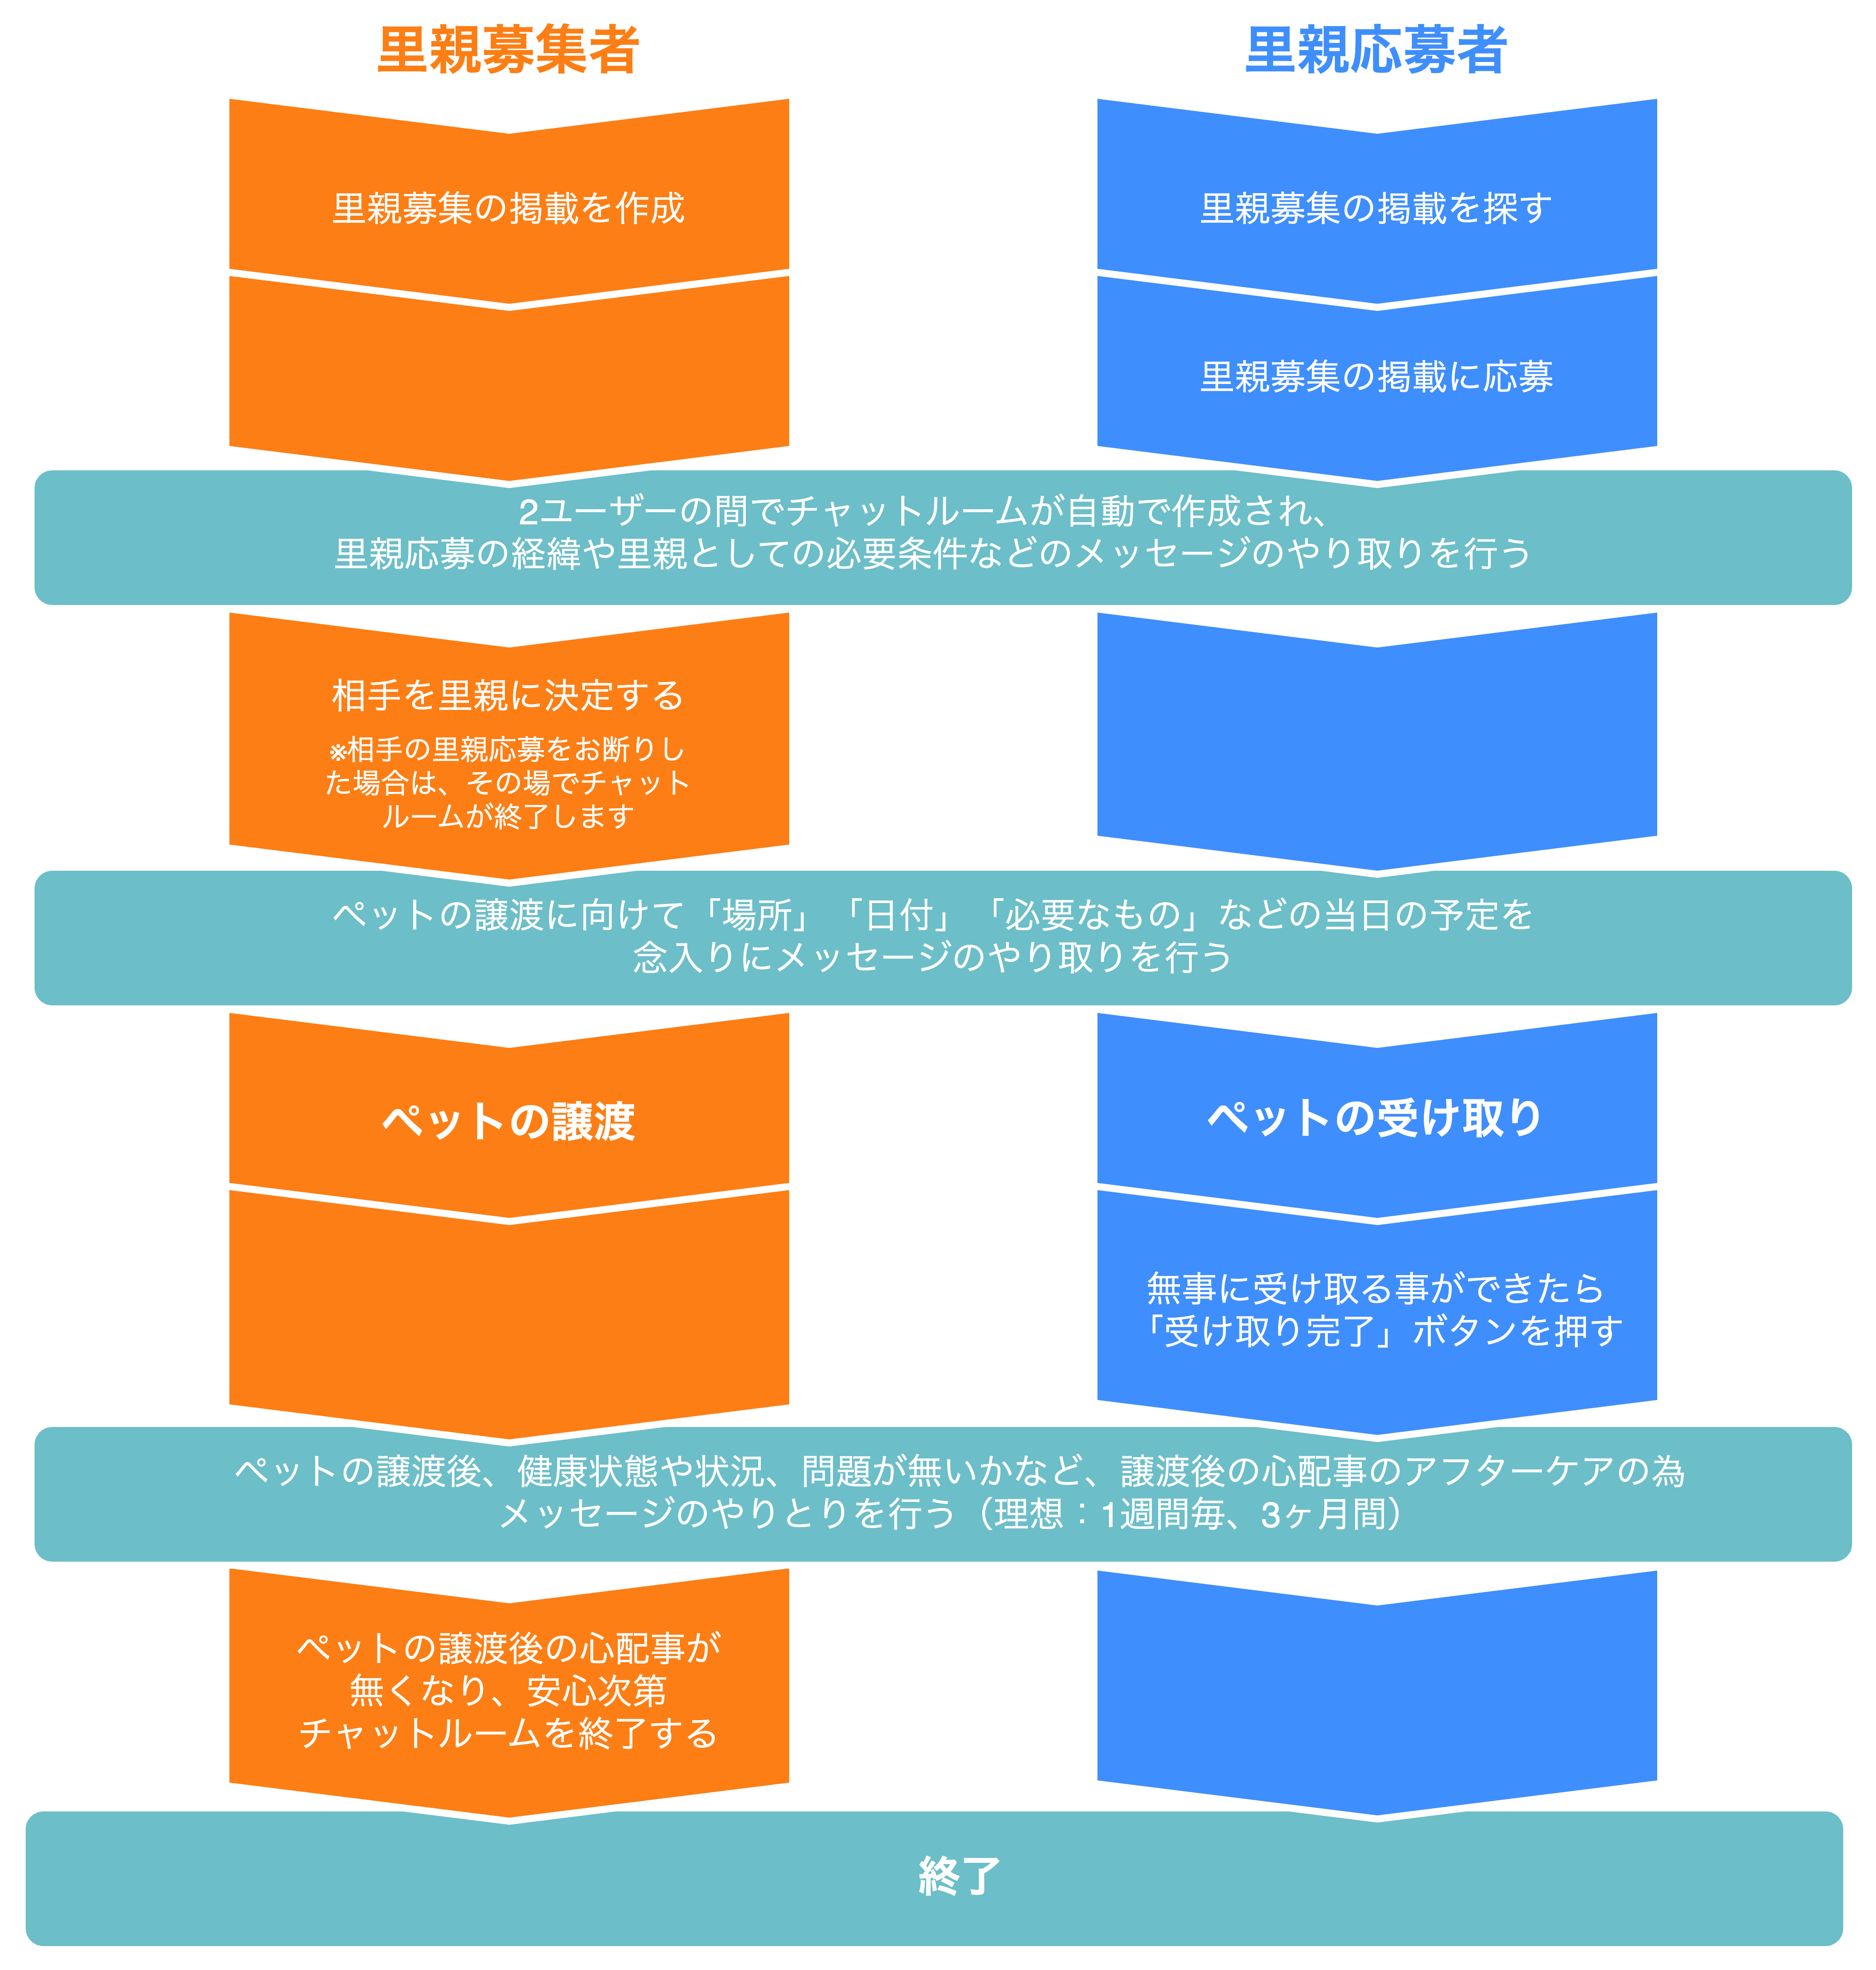 里親募集者
里親応募者
里親募集の掲載を作成
里親募集の掲載を探す
里親募集の掲載に応募
2ユーザーの間でチャットルームが自動で作成され、
里親応募の経緯や里親としての必要条件などのメッセージのやり取りを行う
相手を里親に決定する
※相手の里親応募をお断りし
た場合は、その場でチャット
ルームが終了します
ペットの譲渡に向けて「場所」「日付」「必要なもの」などの当日の予定を
念入りにメッセージのやり取りを行う
ペットの譲渡
ペットの受け取り
無事に受け取る事ができたら
「受け取り完了」ボタンを押す
ペットの譲渡後、健康状態や状況、問題が無いかなど、譲渡後の心配事のアフターケアの為
メッセージのやりとりを行う（理想：1週間毎、3ヶ月間）
ペットの譲渡後の心配事が
無くなり、安心次第
チャットルームを終了する
終了